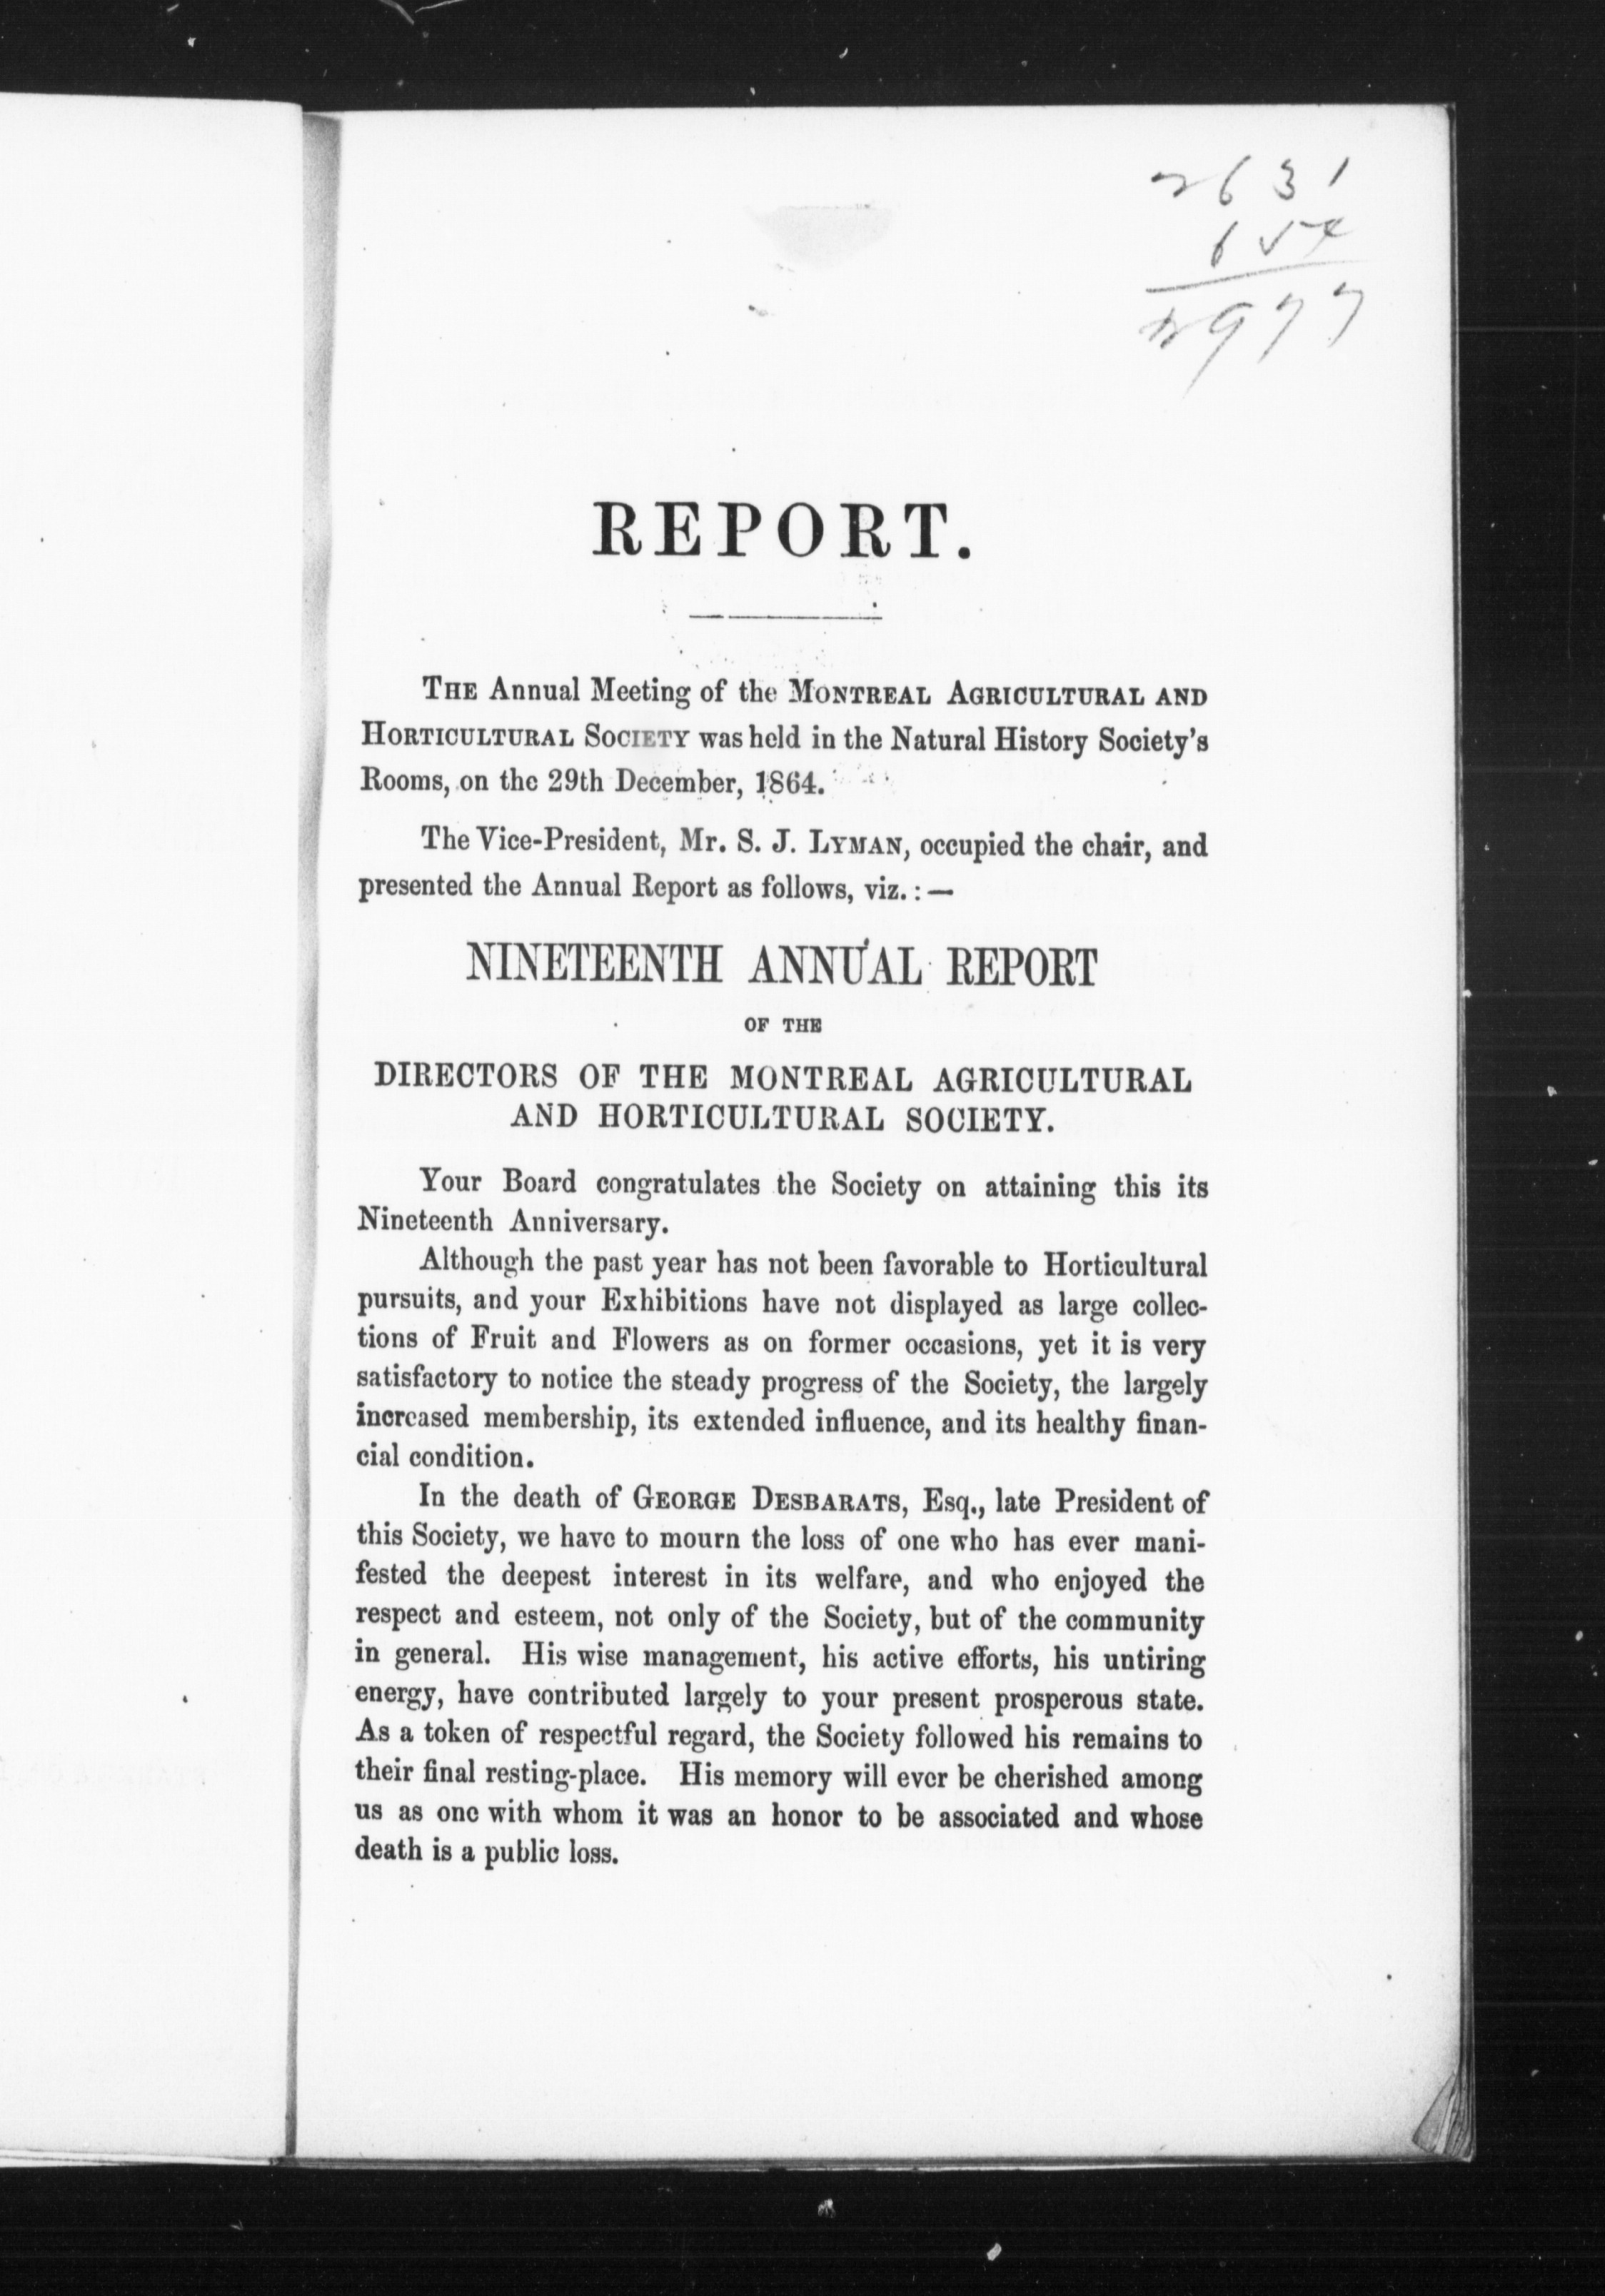 2631
654
1977
REPORT.
THE Annual Meeting of the MONTREAL AGRICULTURAL AND
HORTICULTURAL SOCIETY was held in the Natural History Society's
Rooms, on the 29th December, 1864.
The Vice-President, Mr. S. J. LYMAN, occupied the chair, and
presented the Annual Report as follows, viz. : —
NINETEENTH ANNUAL REPORT
OF THE
DIRECTORS OF THE MONTREAL AGRICULTURAL
AND HORTICULTURAL SOCIETY.
Your Board congratulates the Society on attaining this its
Nineteenth Anniversary.
Although the past year has not been favorable to Horticultural
pursuits, and your Exhibitions have not displayed as large collec-
tions of Fruit and Flowers as on former occasions, yet it is very
satisfactory to notice the steady progress of the Society, the largely
increased membership, its extended influence, and its healthy finan-
cial condition.
In the death of GEORGE DESBARATS, Esq., late President of
this Society, we have to mourn the loss of one who has ever mani-
fested the deepest interest in its welfare, and who enjoyed the
respect and esteem, not only of the Society, but of the community
in general. His wise management, his active efforts, his untiring
energy, have contributed largely to your present prosperous state.
As a token of respectful regard, the Society followed his remains to
their final resting-place. His memory will ever be cherished among
us as one with whom it was an honor to be associated and whose
death is a public loss.